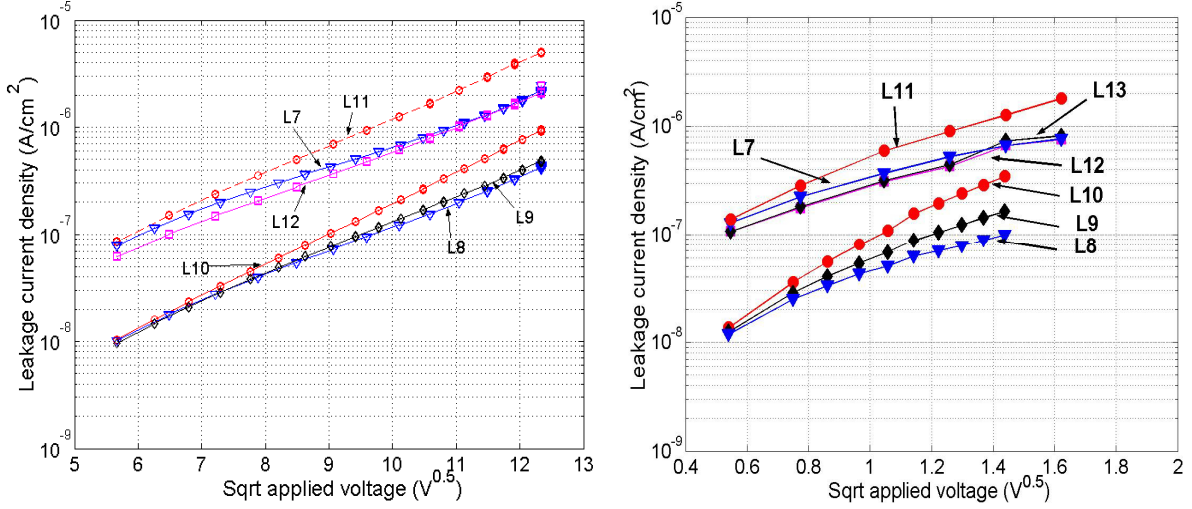 10^-5
10^-6
10^-7
10^-8
10^-9
Leakage current density (A/cm^2)
L7
L11
L12
L10
L8
L9
5 6 7 8 9 10 11 12 13
Sqrt applied voltage (V^0.5)
10^-5
10^-6
10^-7
10^-8
10^-9
Leakage current density (A/cm^2)
L11
L13
L7
L12
L10
L9
L8
0.4 0.6 0.8 1 1.2 1.4 1.6 1.8 2
Sqrt applied voltage (V^0.5)